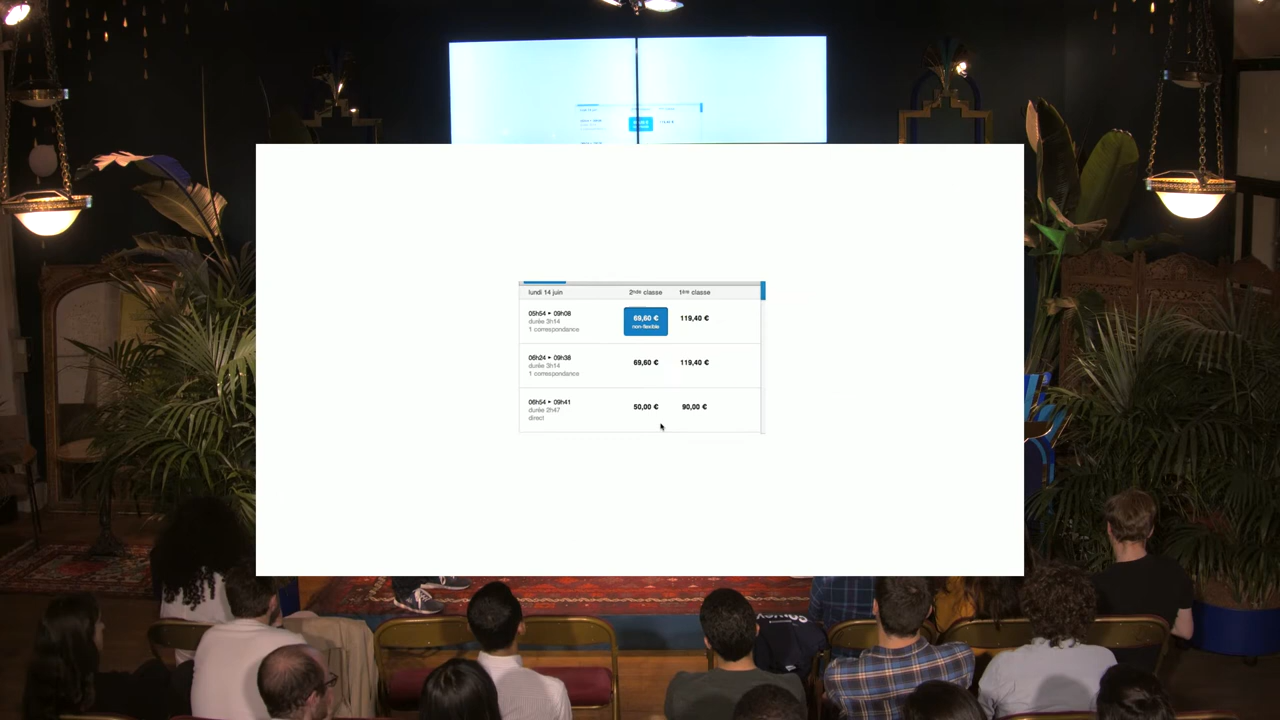 lundi 14 juin 2nde classe 1ère classe
05h54 ▸ 09h08
durée 3h14
1 correspondance
69,60 €
non-flexible
119,40 €
06h24 ▸ 09h38
durée 3h14
1 correspondance
69,60 €
119,40 €
06h54 ▸ 09h41
durée 2h47
direct
50,00 €
90,00 €